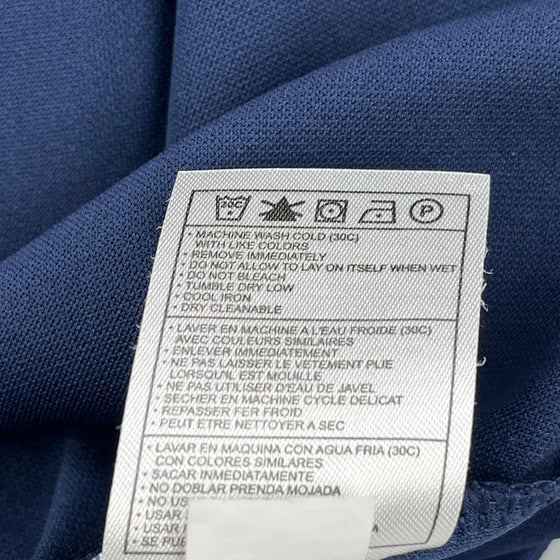 30C P
• MACHINE WASH COLD (30C)
WITH LIKE COLORS
• REMOVE IMMEDIATELY
• DO NOT ALLOW TO LAY ON ITSELF WHEN WET
• DO NOT BLEACH
• TUMBLE DRY LOW
• COOL IRON
• DRY CLEANABLE
• LAVER EN MACHINE A L'EAU FROIDE (30C)
AVEC COULEURS SIMILAIRES
• ENLEVER IMMEDIATEMENT
• NE PAS LAISSER LE VETEMENT PLIE
LORSQU'IL EST MOUILLE
• NE PAS UTILISER D'EAU DE JAVEL
• SECHER EN MACHINE CYCLE DELICAT
• REPASSER FER FROID
• PEUT ETRE NETTOYER A SEC
• LAVAR EN MAQUINA CON AGUA FRIA (30C)
CON COLORES SIMILARES
• SACAR INMEDIATAMENTE
• NO DOBLAR PRENDA MOJADA
• NO
• USAR
• USAR
• SE